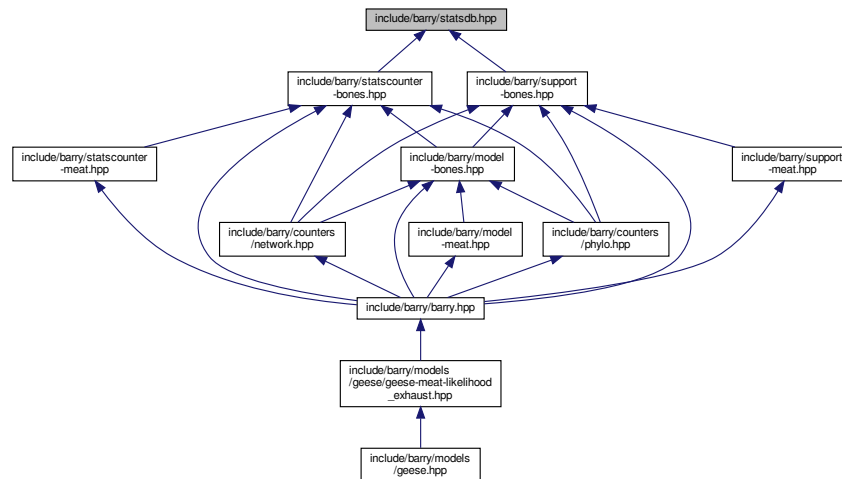 include/barry/statsdb.hpp
include/barry/statscounter
-bones.hpp
include/barry/support
-bones.hpp
include/barry/statscounter
-meat.hpp
include/barry/model
-bones.hpp
include/barry/support
-meat.hpp
include/barry/counters
/network.hpp
include/barry/model
-meat.hpp
include/barry/counters
/phylo.hpp
include/barry/barry.hpp
include/barry/models
/geese/geese-meat-likelihood
_exhaust.hpp
include/barry/models
/geese.hpp